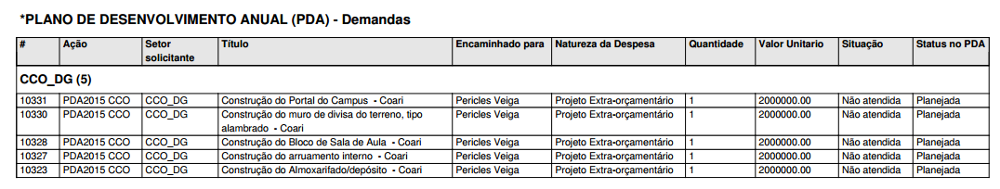 *PLANO DE DESENVOLVIMENTO ANUAL (PDA) - Demandas
# Ação Setor solicitante Título Encaminhado para Natureza da Despesa Quantidade Valor Unitario Situação Status no PDA
CCO_DG (5)
10331 PDA2015 CCO CCO_DG Construção do Portal do Campus - Coari Pericles Veiga Projeto Extra-orçamentário 1 2000000.00 Não atendida Planejada
10330 PDA2015 CCO CCO_DG Construção do muro de divisa do terreno, tipo Pericles Veiga Projeto Extra-orçamentário 1 2000000.00 Não atendida Planejada
alambrado - Coari
10328 PDA2015 CCO CCO_DG Construção do Bloco de Sala de Aula - Coari Pericles Veiga Projeto Extra-orçamentário 1 2000000.00 Não atendida Planejada
10327 PDA2015 CCO CCO_DG Construção do arruamento interno - Coari Pericles Veiga Projeto Extra-orçamentário 1 2000000.00 Não atendida Planejada
10323 PDA2015 CCO CCO_DG Construção do Almoxarifado/depósito - Coari Pericles Veiga Projeto Extra-orçamentário 1 2000000.00 Não atendida Planejada